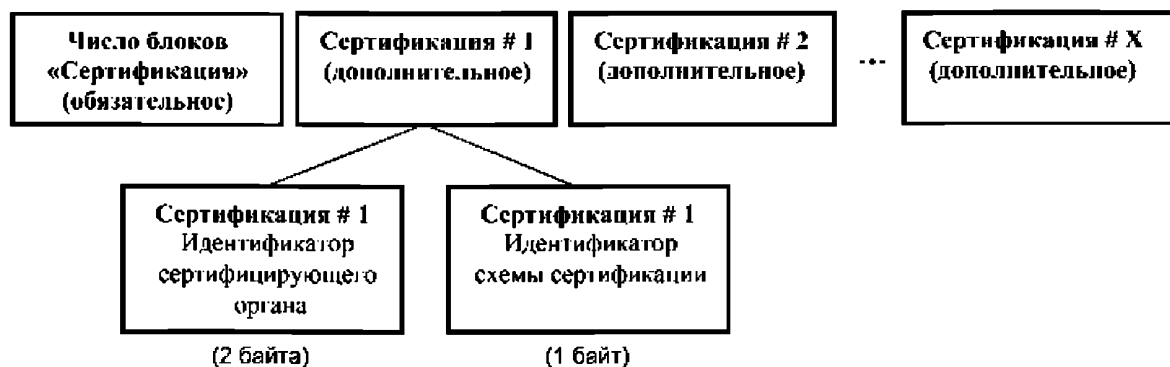 Число блоков
«Сертификация»
(обязательное)
Сертификация # 1
(дополнительное)
Сертификация # 2
(дополнительное)
...
Сертификация # X
(дополнительное)
Сертификация # 1
Идентификатор
сертифицирующего
органа
(2 байта)
Сертификация # 1
Идентификатор
схемы сертификации
(1 байт)